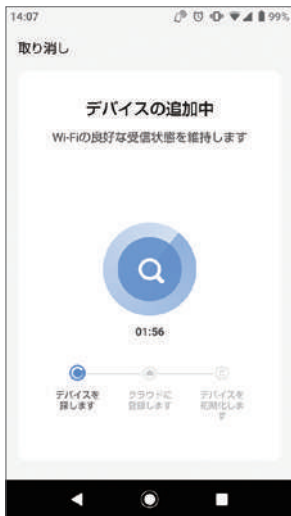 14:07 99%
取り消し
デバイスの追加中
Wi-Fiの良好な受信状態を維持します
01:56
デバイスを
探します
クラウドに
登録します
デバイスを
初期化しま
す